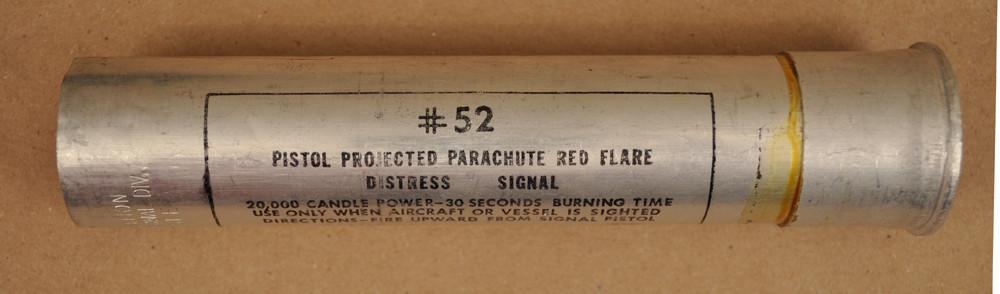 #52
PISTOL PROJECTED PARACHUTE RED FLARE
DISTRESS SIGNAL
20,000 CANDLE POWER-30 SECONDS BURNING TIME
USE ONLY WHEN AIRCRAFT OR VESSEL IS SIGHTED
DIRECTIONS-FIRE UPWARD FROM SIGNAL PISTOL
DIV.